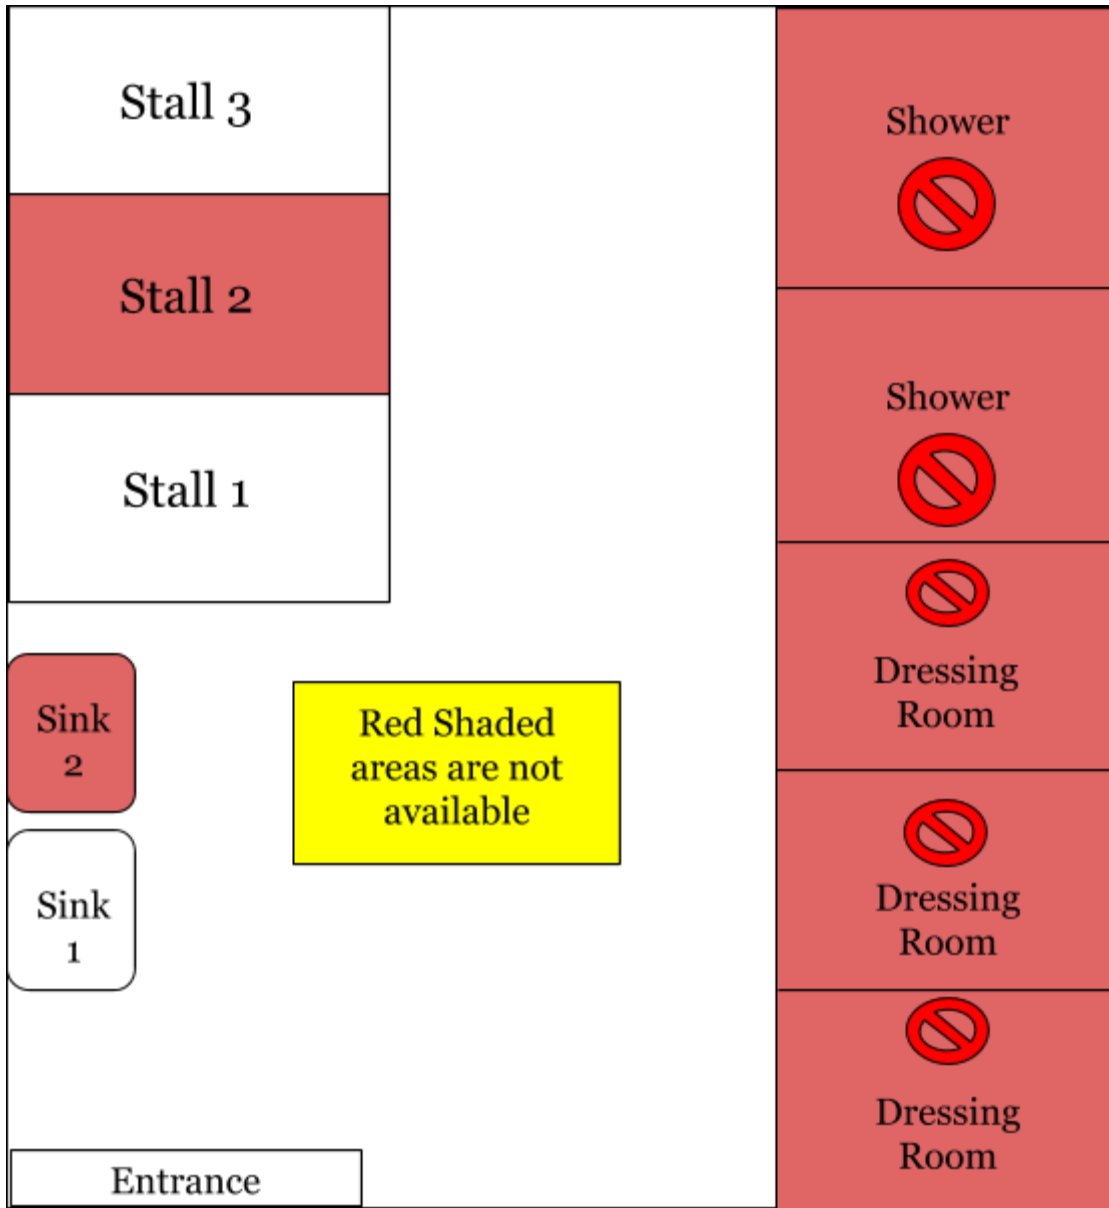 Stall 3
Stall 2
Stall 1
Sink
2
Sink
1
Entrance
Red Shaded
areas are not
available
Shower
Shower
Dressing
Room
Dressing
Room
Dressing
Room